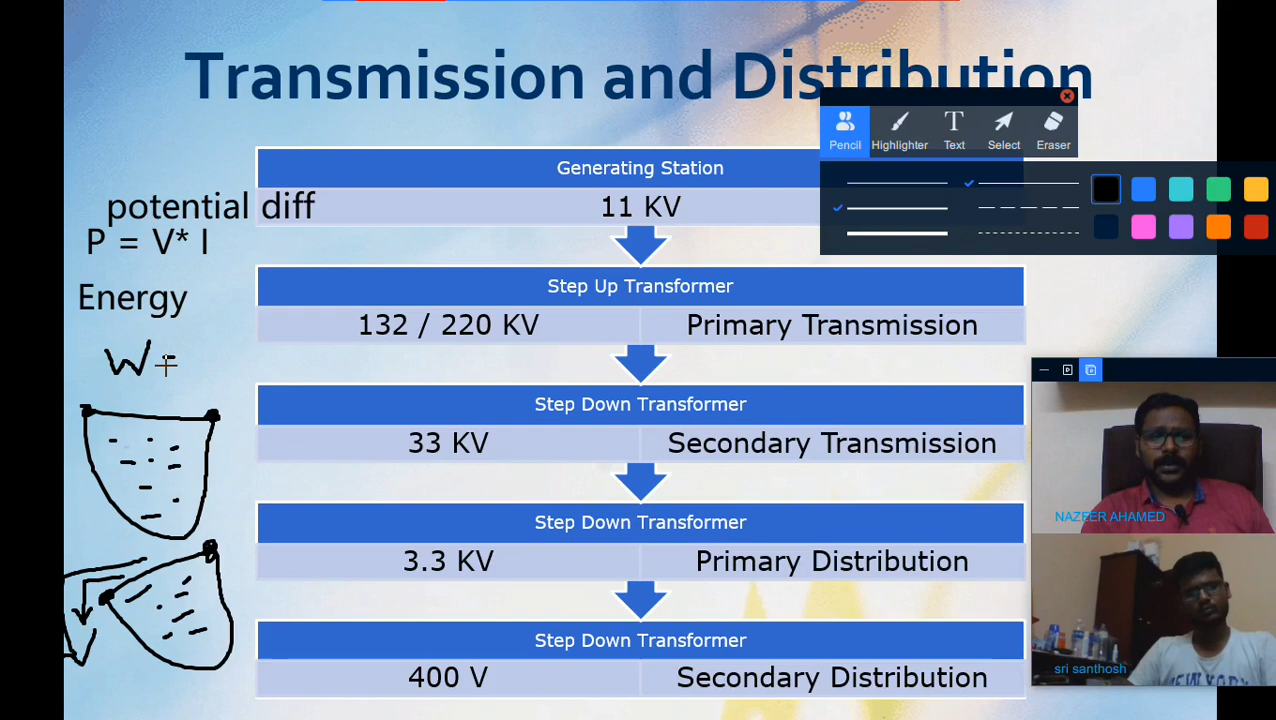 Transmission and Distribution
Pencil Highlighter Text Select Eraser
Generating Station
11 KV
potential diff
P = V* I
Step Up Transformer
Energy
132 / 220 KV Primary Transmission
W =
Step Down Transformer
33 KV Secondary Transmission
NAZEER AHAMED
Step Down Transformer
3.3 KV Primary Distribution
Step Down Transformer
sri santhosh
400 V Secondary Distribution
NEW YORK